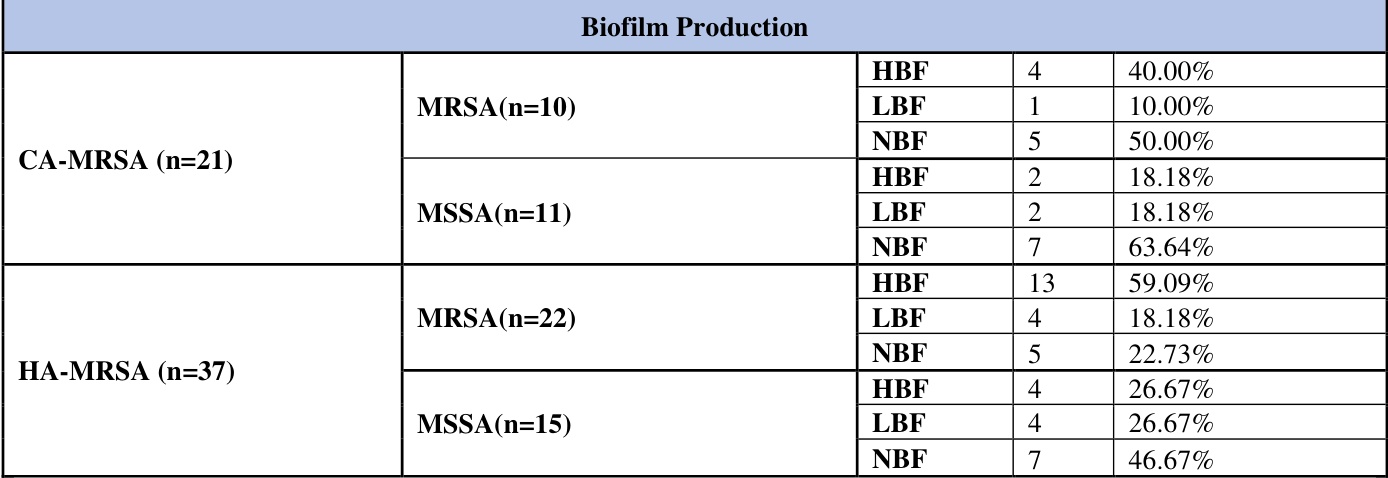 Biofilm Production
CA-MRSA (n=21)
MRSA(n=10)
HBF 4 40.00%
LBF 1 10.00%
NBF 5 50.00%
MSSA(n=11)
HBF 2 18.18%
LBF 2 18.18%
NBF 7 63.64%
HA-MRSA (n=37)
MRSA(n=22)
HBF 13 59.09%
LBF 4 18.18%
NBF 5 22.73%
MSSA(n=15)
HBF 4 26.67%
LBF 4 26.67%
NBF 7 46.67%